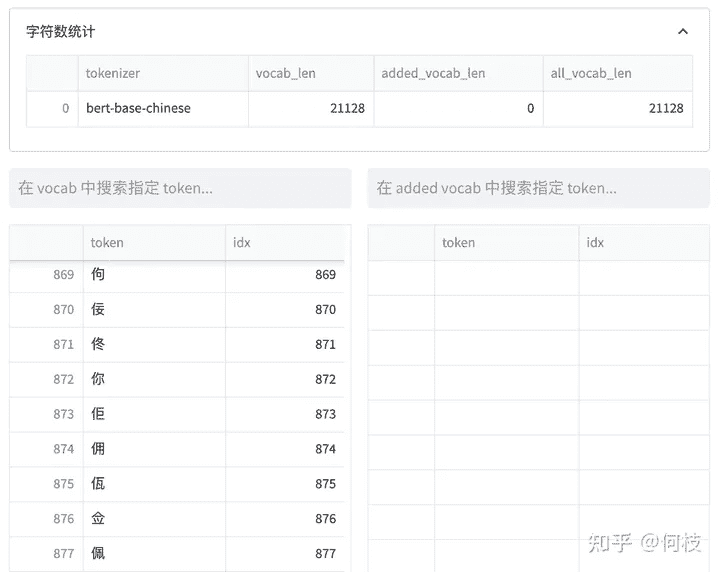 字符数统计
tokenizer vocab_len added_vocab_len all_vocab_len
0 bert-base-chinese 21128 0 21128
在 vocab 中搜索指定 token...
在 added vocab 中搜索指定 token...
token idx
token idx
869 佝 869
870 佞 870
871 佟 871
872 你 872
873 佢 873
874 佣 874
875 佤 875
876 佥 876
877 佩 877
知乎 @何枝